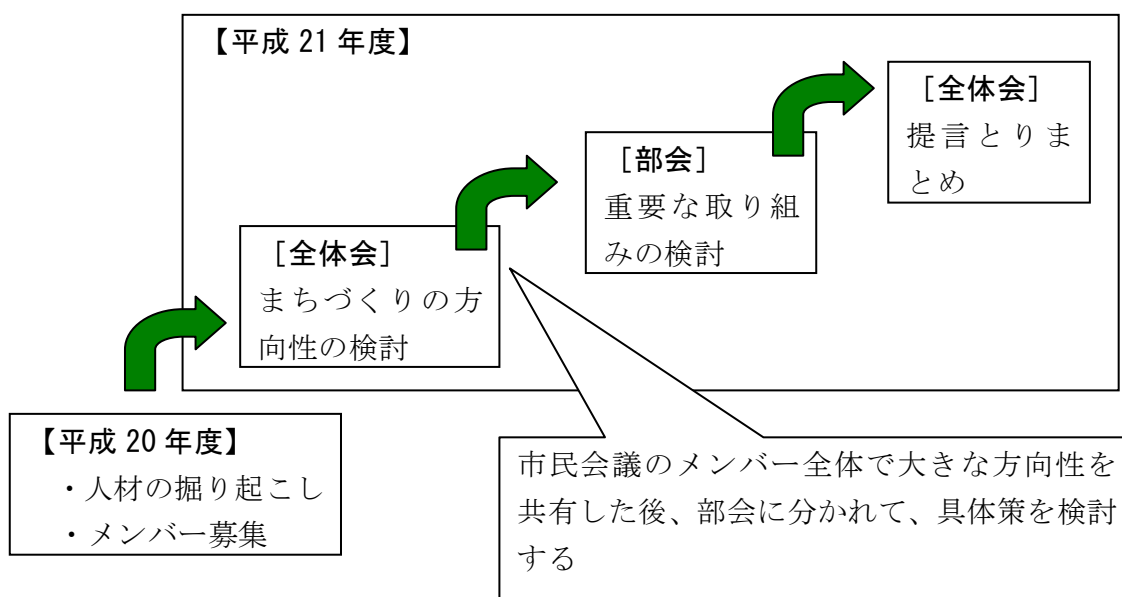 【平成 21 年度】
［全体会］
提言とりま
とめ
［部会］
重要な取り組
みの検討
［全体会］
まちづくりの方
向性の検討
【平成 20 年度】
・人材の掘り起こし
・メンバー募集
市民会議のメンバー全体で大きな方向性を
共有した後、部会に分かれて、具体策を検討
する